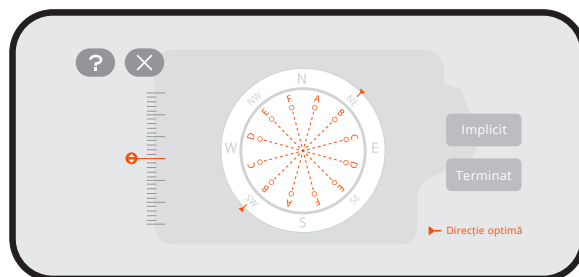 ?
N
NW
NE
F
A
E
B
D
C
W
E
C
D
B
E
A
F
SW
SE
S
Implicit
Terminat
Direcție optimă